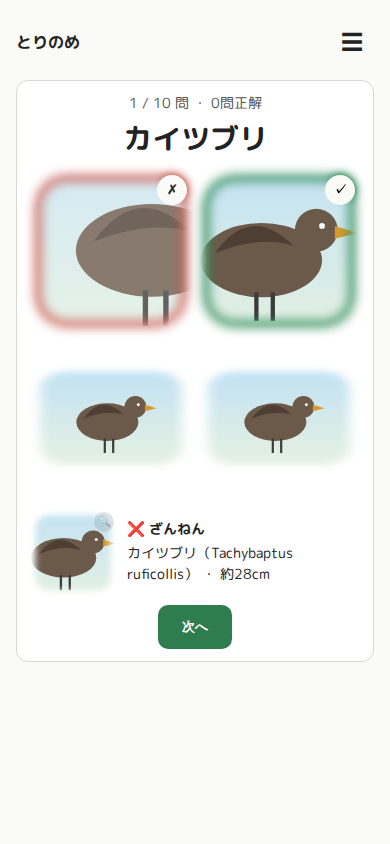 とりのめ
1 / 10 問 ・ 0問正解
カイツブリ
ざんねん
カイツブリ（Tachybaptus
ruficollis） ・ 約28cm
次へ